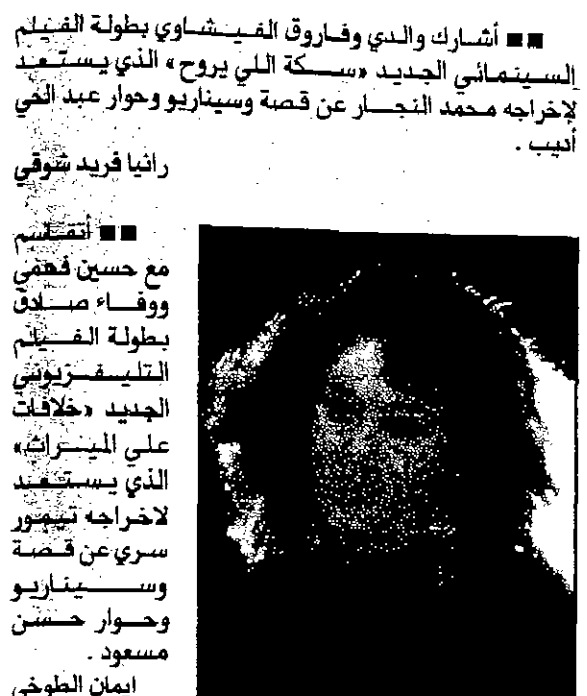 ■■ أشارك والدي وفاروق الفيشاوي بطولة الفيلم
السينمائي الجديد «سكة اللي يروح» الذي يستعد
لإخراجه محمد النجار عن قصة وسيناريو وحوار عبد الحي
أديب .
رانيا فريد شوقي
■■ أتقاسم
مع حسين فهمي
ووفاء صادق
بطولة الفيلم
التليفزيوني
الجديد «خلافات
على الميراث»
الذي يستعد
لاخراجه تيمور
سري عن قصة
وسيناريو
وحوار حسن
مسعود .
ايمان الطوخي